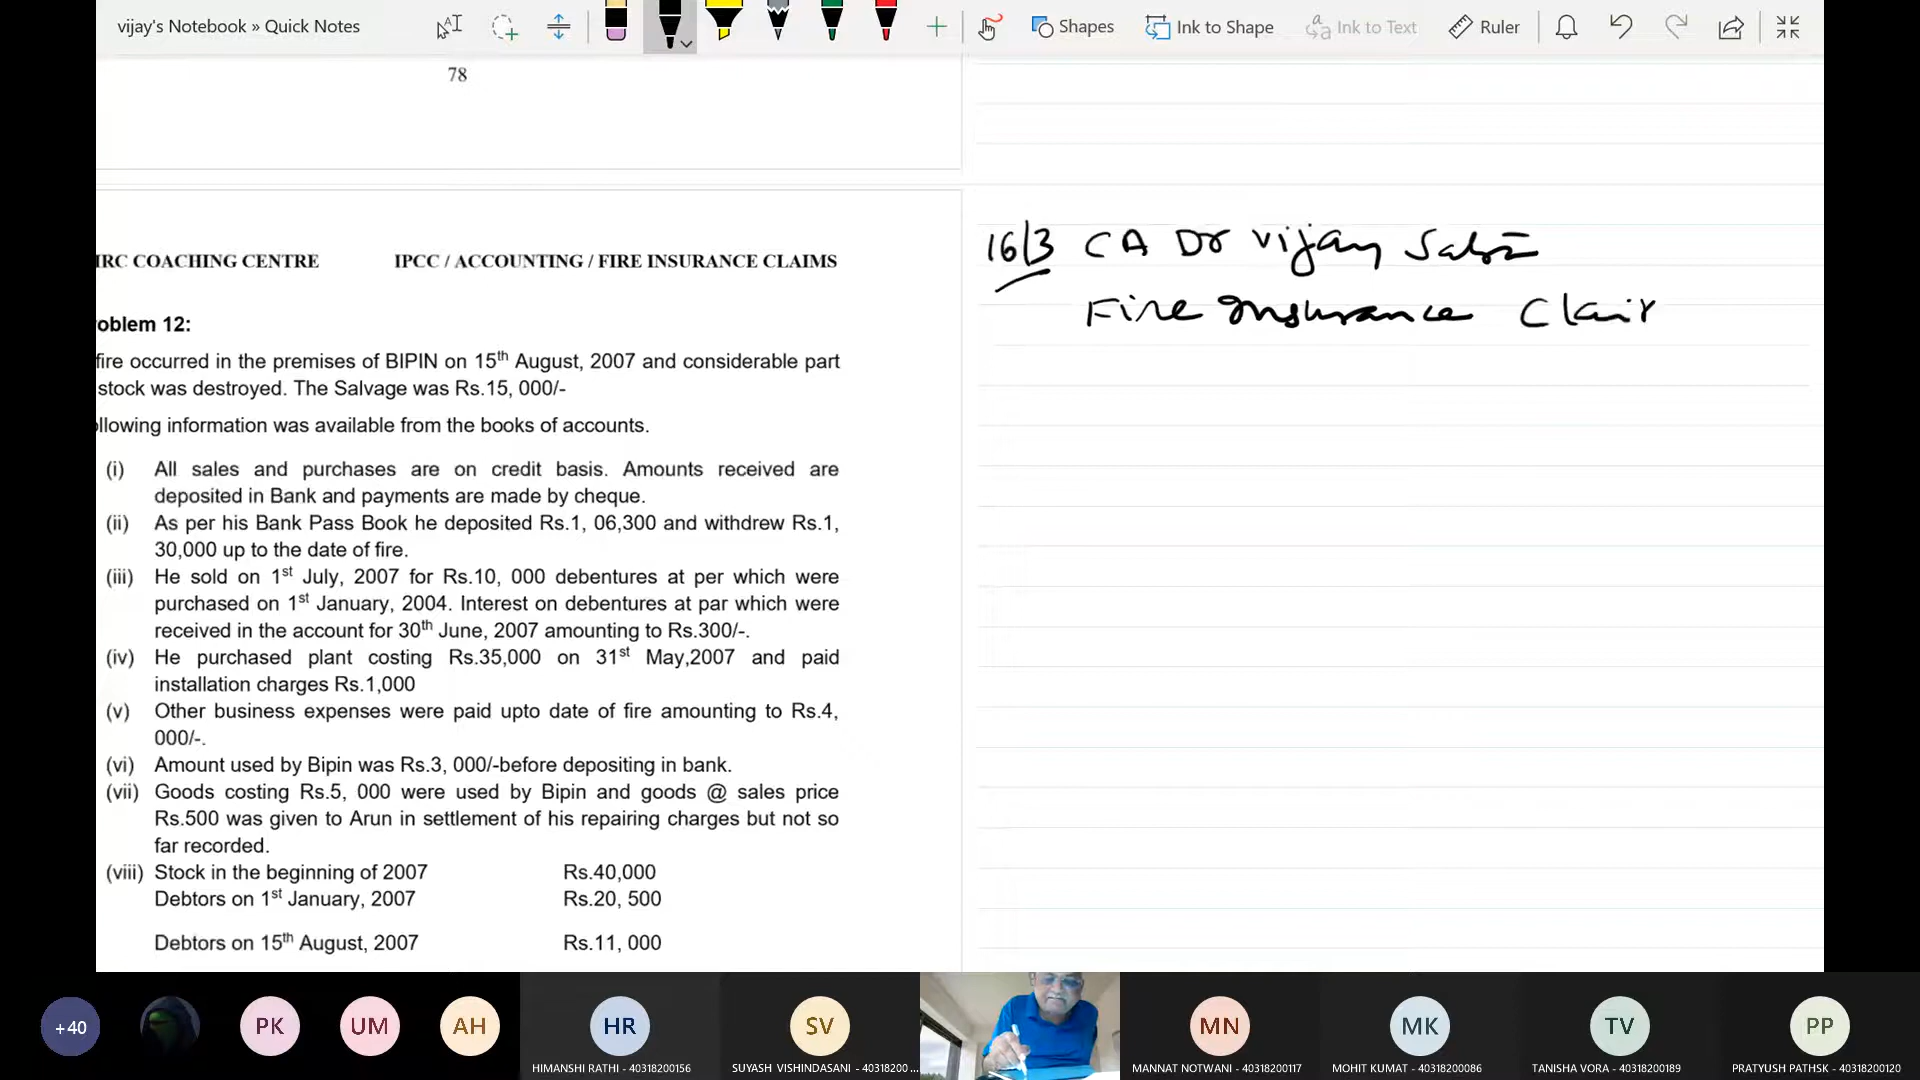 vijay's Notebook » Quick Notes
Shapes
Ink to Shape
Ink to Text
Ruler
78
IRC COACHING CENTRE IPCC / ACCOUNTING / FIRE INSURANCE CLAIMS
oblem 12:
fire occurred in the premises of BIPIN on 15th August, 2007 and considerable part
stock was destroyed. The Salvage was Rs.15, 000/-
ollowing information was available from the books of accounts.
(i) All sales and purchases are on credit basis. Amounts received are
deposited in Bank and payments are made by cheque.
(ii) As per his Bank Pass Book he deposited Rs.1, 06,300 and withdrew Rs.1,
30,000 up to the date of fire.
(iii) He sold on 1st July, 2007 for Rs.10, 000 debentures at per which were
purchased on 1st January, 2004. Interest on debentures at par which were
received in the account for 30th June, 2007 amounting to Rs.300/-.
(iv) He purchased plant costing Rs.35,000 on 31st May,2007 and paid
installation charges Rs.1,000
(v) Other business expenses were paid upto date of fire amounting to Rs.4,
000/-.
(vi) Amount used by Bipin was Rs.3, 000/-before depositing in bank.
(vii) Goods costing Rs.5, 000 were used by Bipin and goods @ sales price
Rs.500 was given to Arun in settlement of his repairing charges but not so
far recorded.
(viii) Stock in the beginning of 2007 Rs.40,000
Debtors on 1st January, 2007 Rs.20, 500
Debtors on 15th August, 2007 Rs.11, 000
16/3 CA Dr Vijay
Fire Insurance Clai
+40
PK
UM
AH
HR
SV
MN
MK
TV
PP
HIMANSHI RATHI - 40318200156
SUYASH VISHINDASANI - 40318200 ...
MANNAT NOTWANI - 40318200117
MOHIT KUMAT - 40318200086
TANISHA VORA - 40318200189
PRATYUSH PATHSK - 40318200120